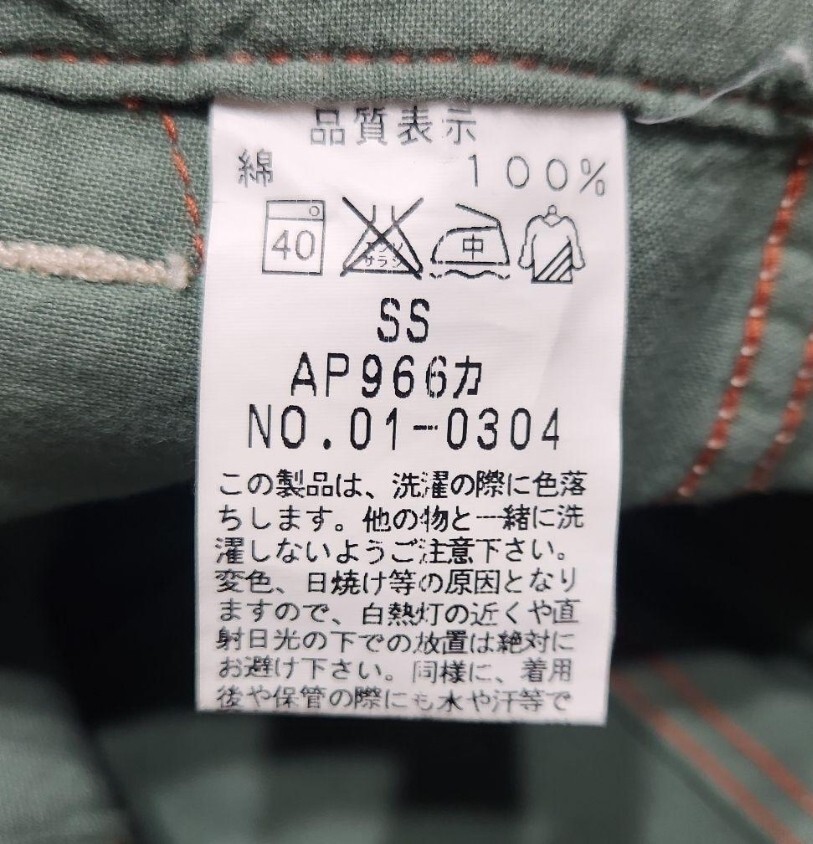 品質表示
綿 100%
40 エンソ サラシ 中
SS
AP966カ
NO.01-0304
この製品は、洗濯の際に色落
ちします。他の物と一緒に洗
濯しないようご注意下さい。
変色、日焼け等の原因となり
ますので、白熱灯の近くや直
射日光の下での放置は絶対に
お避け下さい。同様に、着用
後や保管の際にも水や汗等で